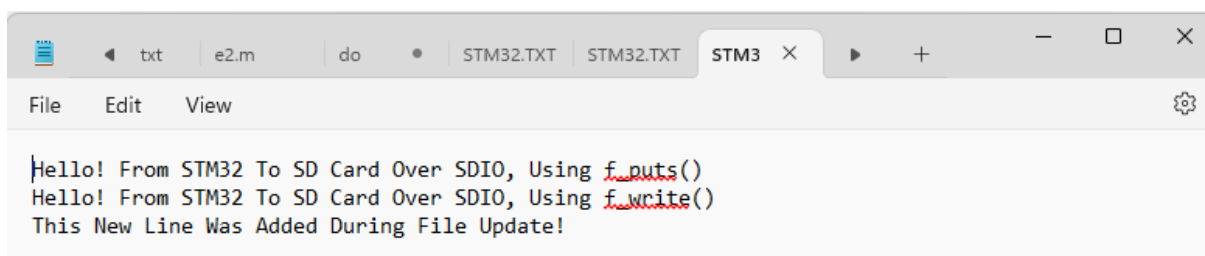 txt e2.m do STM32.TXT STM32.TXT STM3
File Edit View
Hello! From STM32 To SD Card Over SDIO, Using f_puts()
Hello! From STM32 To SD Card Over SDIO, Using f_write()
This New Line Was Added During File Update!